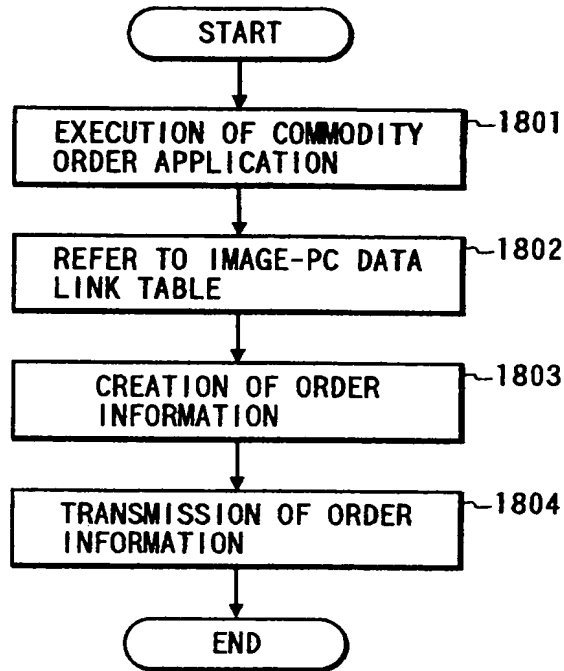 START
EXECUTION OF COMMODITY
ORDER APPLICATION
1801
REFER TO IMAGE-PC DATA
LINK TABLE
1802
CREATION OF ORDER
INFORMATION
1803
TRANSMISSION OF ORDER
INFORMATION
1804
END